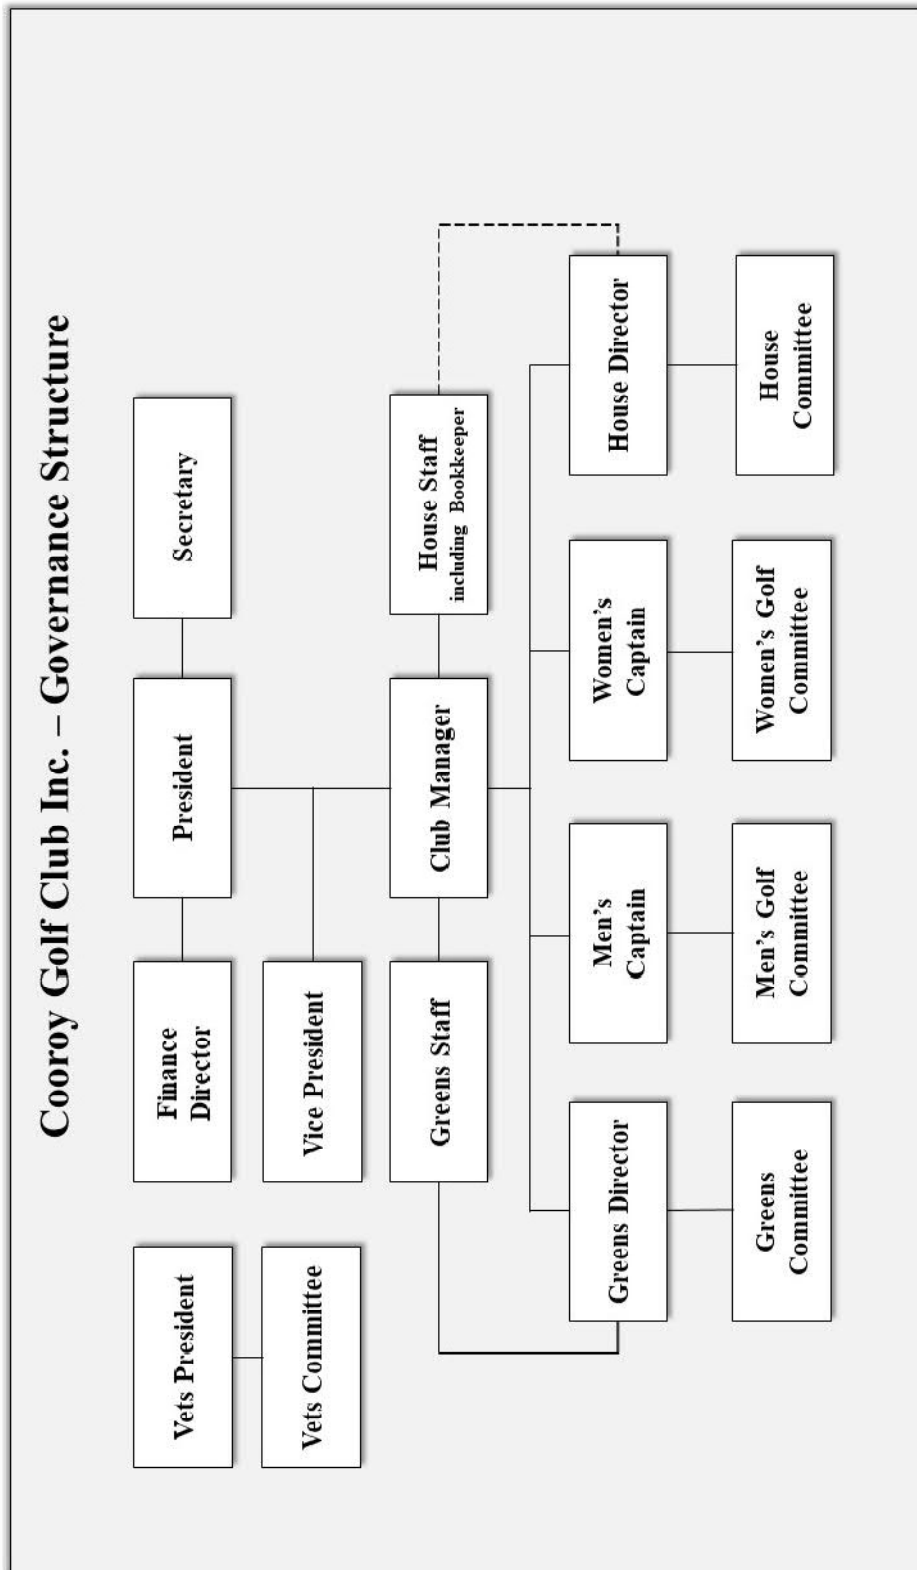 Cooroy Golf Club Inc. – Governance Structure
Vets President
Finance
Director
President
Secretary
Vets Committee
Vice President
Greens Staff
Club Manager
House Staff
including Bookkeeper
Greens Director
Men's
Captain
Women's
Captain
House Director
Greens
Committee
Men's Golf
Committee
Women's Golf
Committee
House
Committee